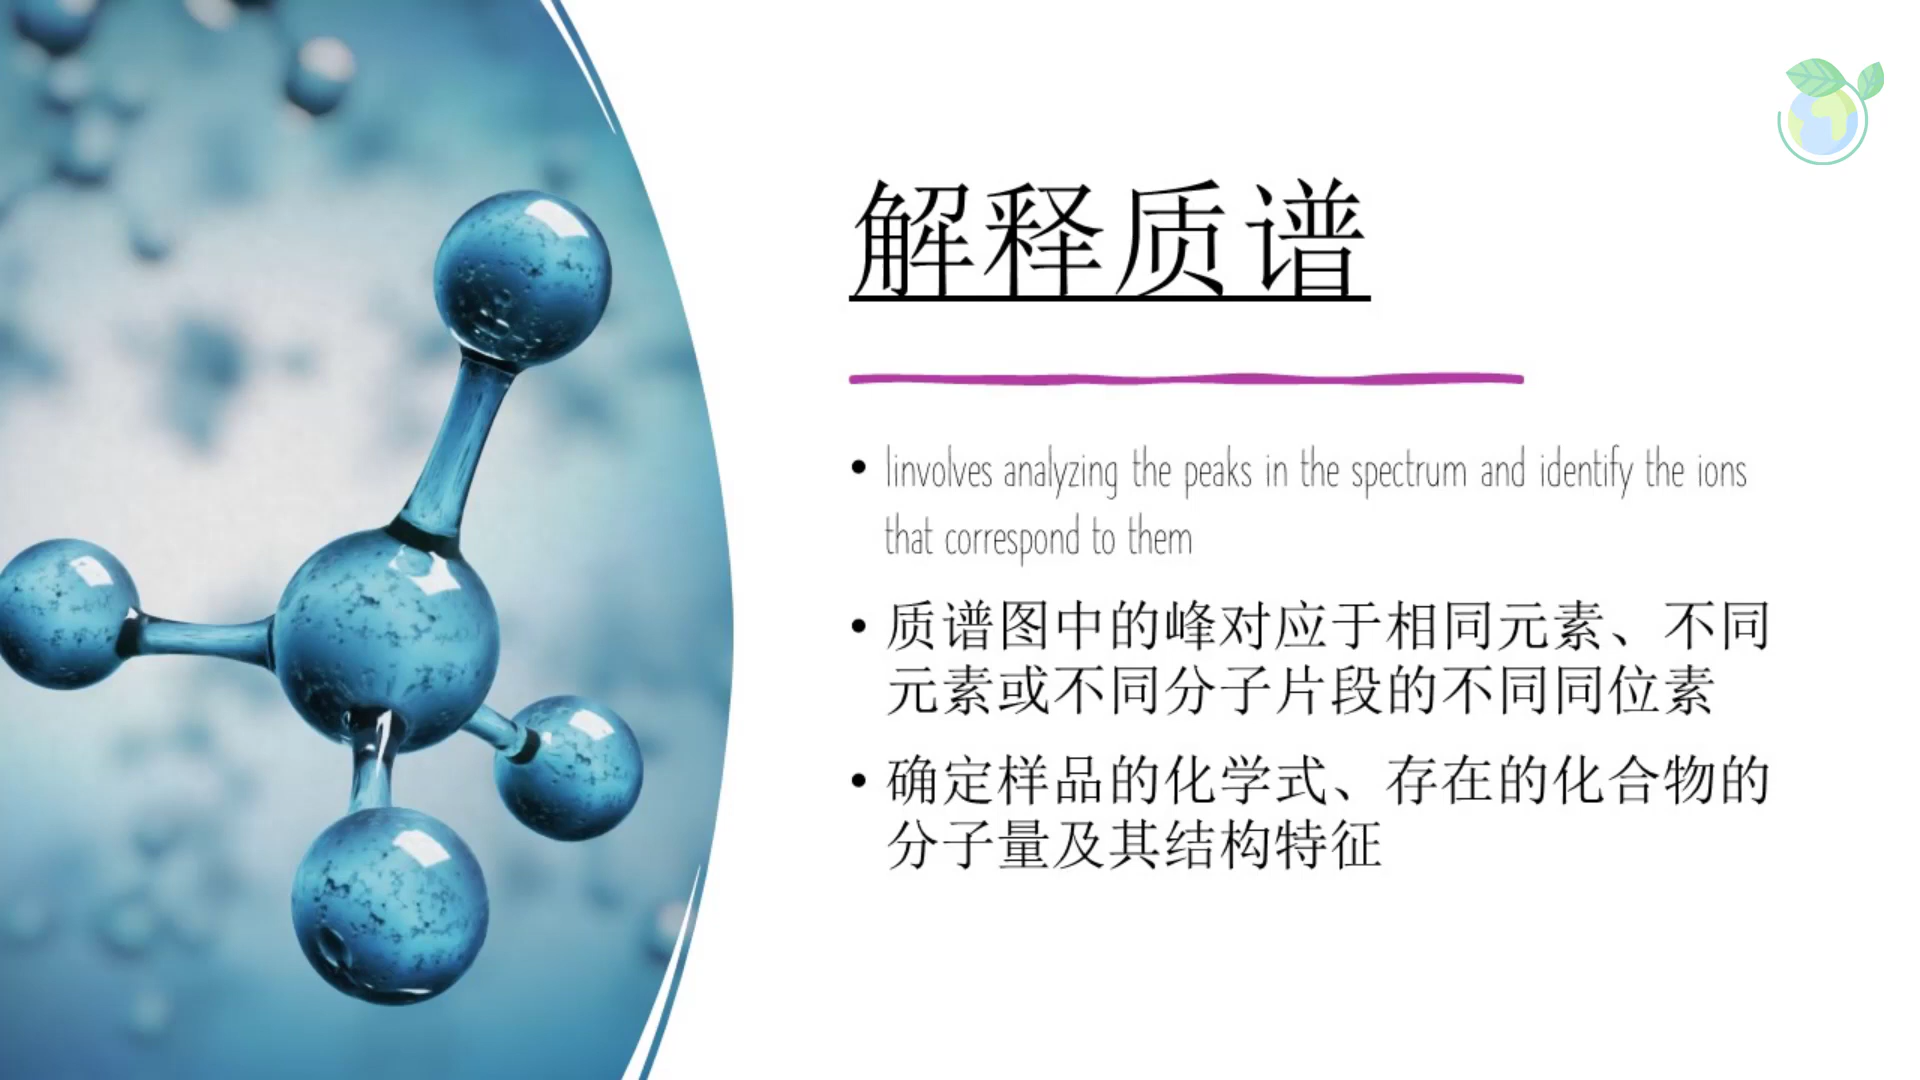 解释质谱
• Iinvolves analyzing the peaks in the spectrum and identify the ions
that correspond to them
• 质谱图中的峰对应于相同元素、不同
元素或不同分子片段的不同同位素
• 确定样品的化学式、存在的化合物的
分子量及其结构特征